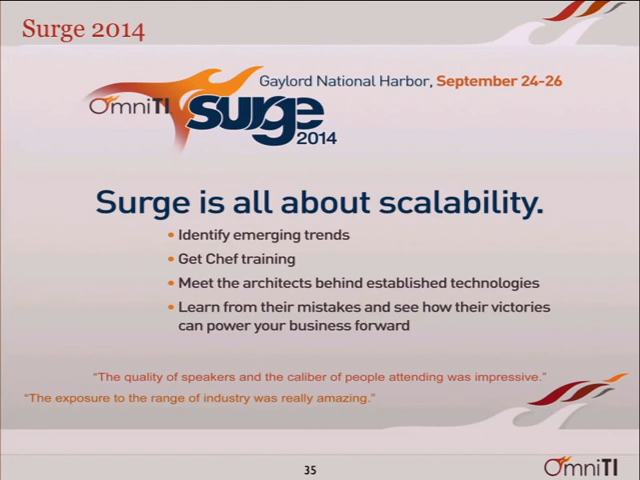 Surge 2014
Gaylord National Harbor, September 24-26
OmniTI surge
2014
Surge is all about scalability.
• Identify emerging trends
• Get Chef training
• Meet the architects behind established technologies
• Learn from their mistakes and see how their victories
can power your business forward
“The quality of speakers and the caliber of people attending was impressive.”
“The exposure to the range of industry was really amazing.”
35
OmniTI